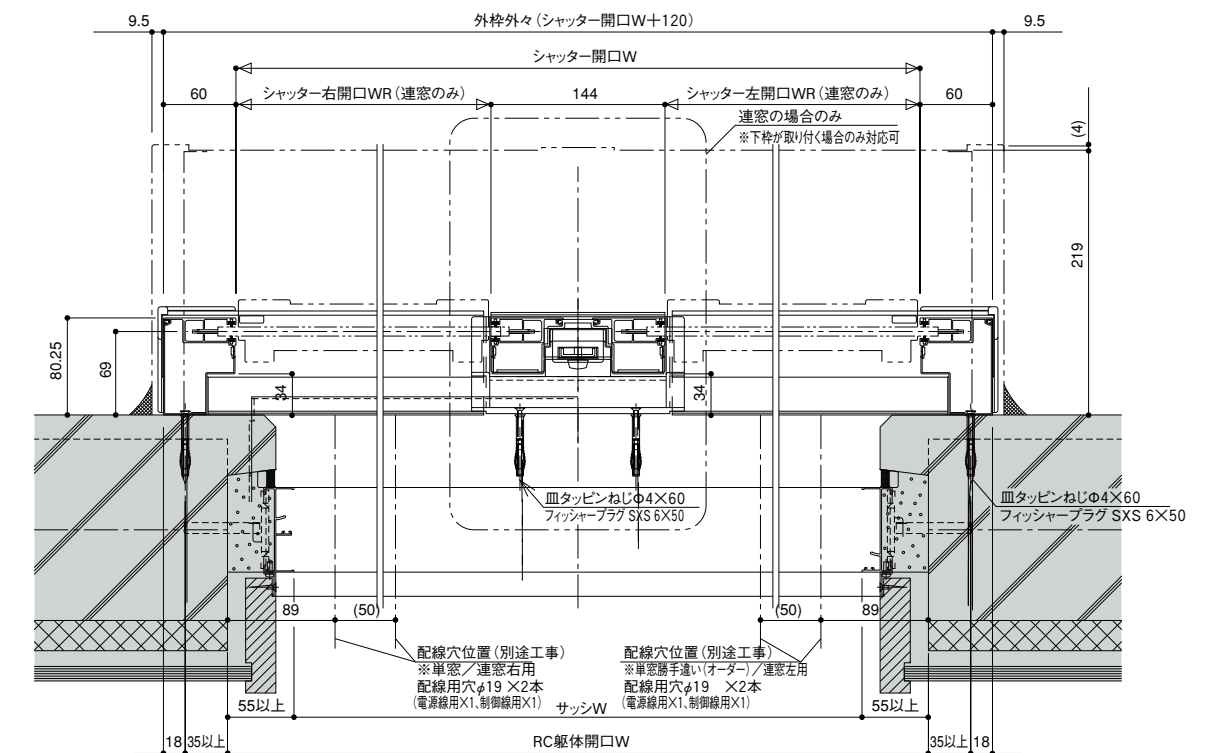 9.5
外枠外々(シャッター開口W+120)
9.5
シャッター開口W
60
シャッター右開口WR(連窓のみ)
144
シャッター左開口WR(連窓のみ)
60
連窓の場合のみ
※下枠が取り付く場合のみ対応可
(4)
219
80.25
69
34
34
皿タッピンねじΦ4×60
フィッシャープラグ SXS 6×50
皿タッピンねじΦ4×60
フィッシャープラグ SXS 6×50
89
(50)
(50)
89
配線穴位置(別途工事)
※単窓/連窓右用
配線用穴φ19 ×2本
(電源線用×1、制御線用×1)
配線穴位置(別途工事)
※単窓勝手違い(オーダー)/連窓左用
配線用穴φ19 ×2本
(電源線用×1、制御線用×1)
55以上
サッシW
55以上
18
35以上
RC躯体開口W
35以上
18